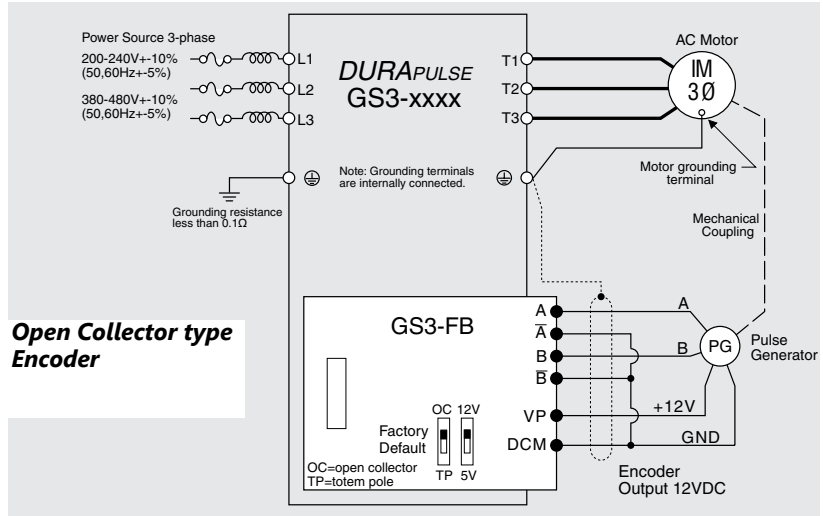 Power Source 3-phase
200-240V+-10%
(50,60Hz+-5%)
380-480V+-10%
(50,60Hz+-5%)
L1
L2
L3
DURAPULSE
GS3-xxxx
T1
T2
T3
AC Motor
IM
3Ø
Note: Grounding terminals
are internally connected.
Grounding resistance
less than 0.1Ω
Motor grounding
terminal
Mechanical
Coupling
Open Collector type
Encoder
GS3-FB
A
A̅
B
B̅
VP
DCM
A
B
+12V
GND
PG
Pulse
Generator
OC 12V
Factory
Default
TP 5V
OC=open collector
TP=totem pole
Encoder
Output 12VDC